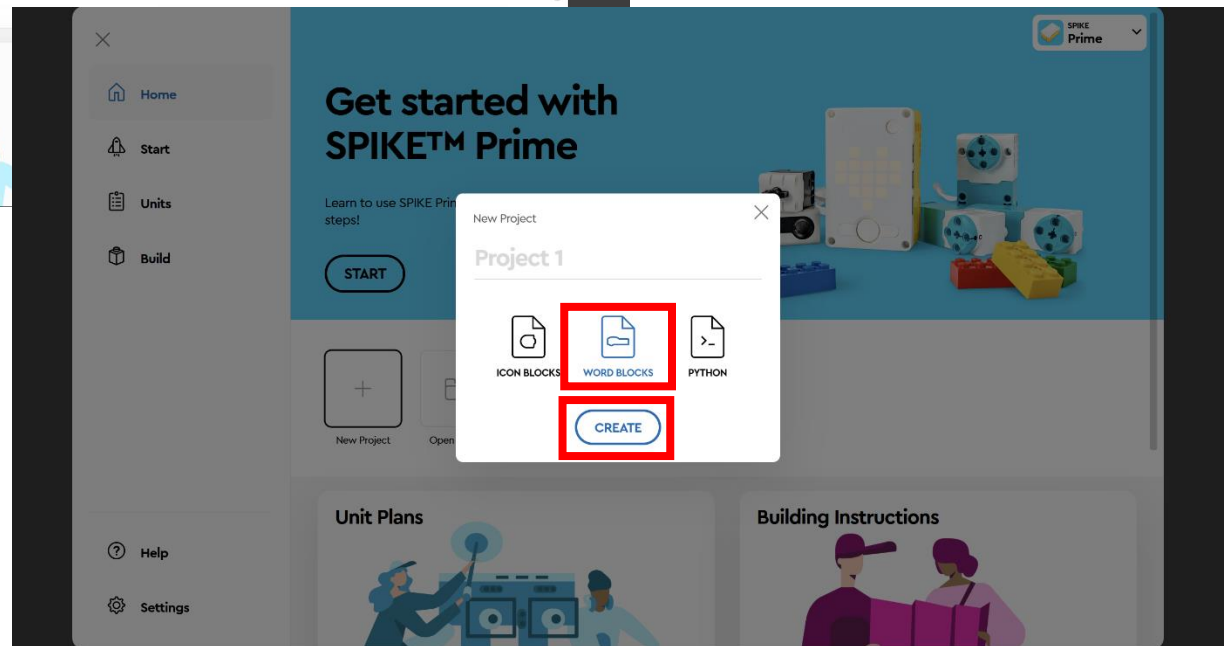 SPIKE
Prime
Home
Start
Units
Build
Help
Settings
Get started with
SPIKE™ Prime
Learn to use SPIKE Prin
steps!
START
New Project
Project 1
ICON BLOCKS
WORD BLOCKS
PYTHON
CREATE
New Project
Open
Unit Plans
Building Instructions